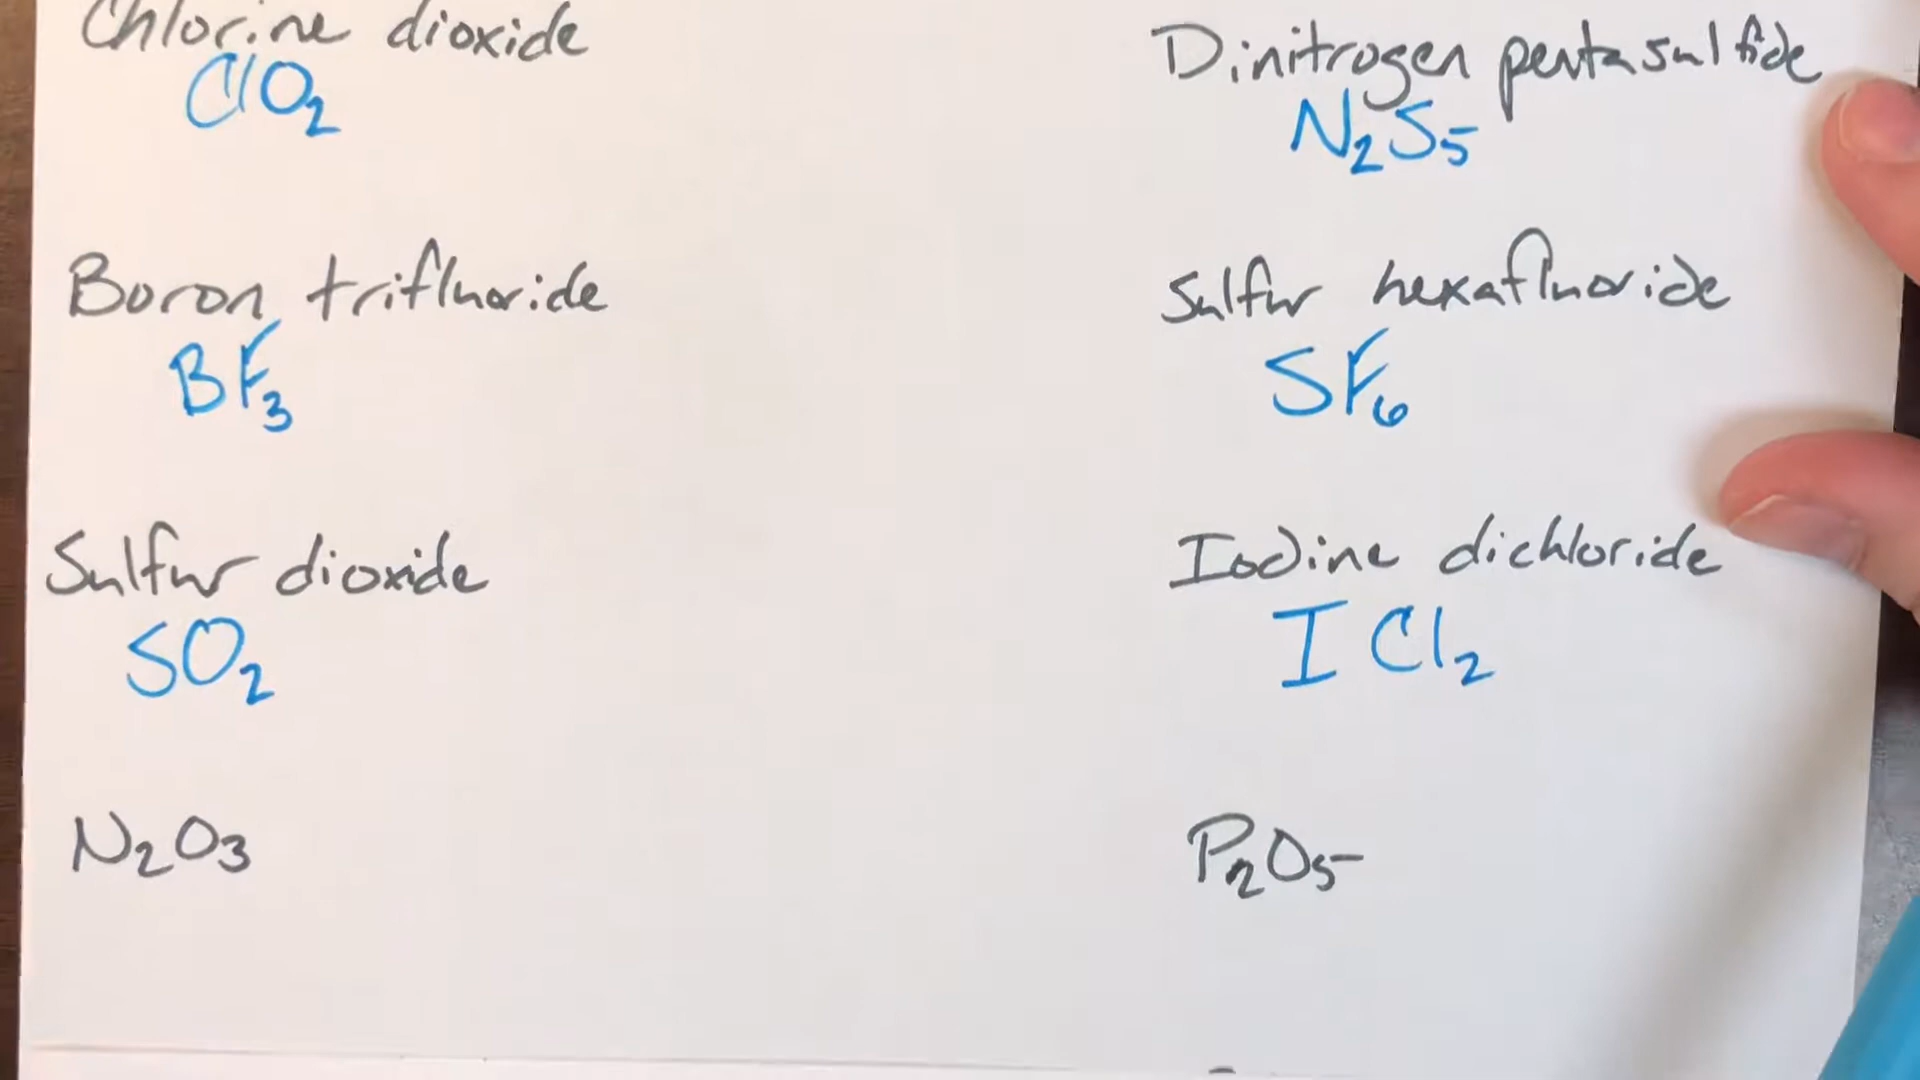 Chlorine dioxide
ClO₂
Dinitrogen pentasulfide
N₂S₅
Boron trifluoride
BF₃
Sulfur hexafluoride
SF₆
Sulfur dioxide
SO₂
Iodine dichloride
ICl₂
N₂O₃
P₂O₅